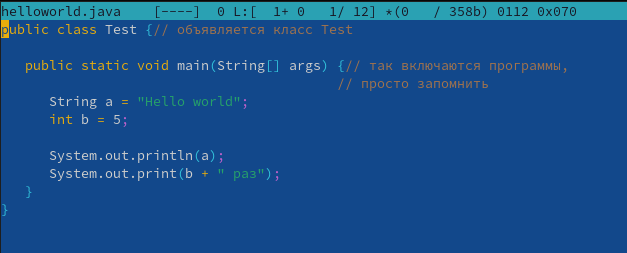 helloworld.java    [----]  0 L:[  1+ 0   1/ 12] *(0   / 358b) 0112 0x070
public class Test {// объявляется класс Test
public static void main(String[] args) {// так включаются программы,
// просто запомнить
String a = "Hello world";
int b = 5;
System.out.println(a);
System.out.print(b + " раз");
}
}